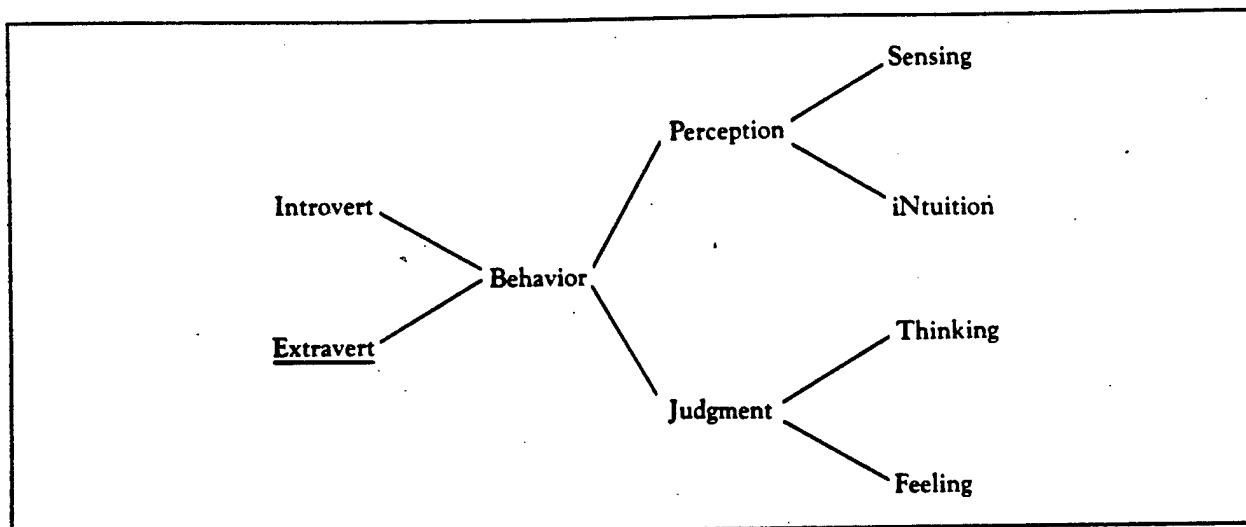 Sensing
Perception
Introvert
iNtuition
Behavior
Extravert
Thinking
Judgment
Feeling